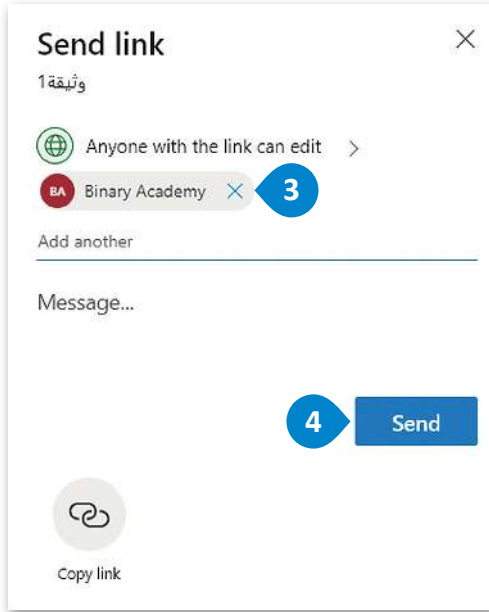 Send link
وثيقة1
Anyone with the link can edit
BA Binary Academy 3
Add another
Message...
4 Send
Copy link